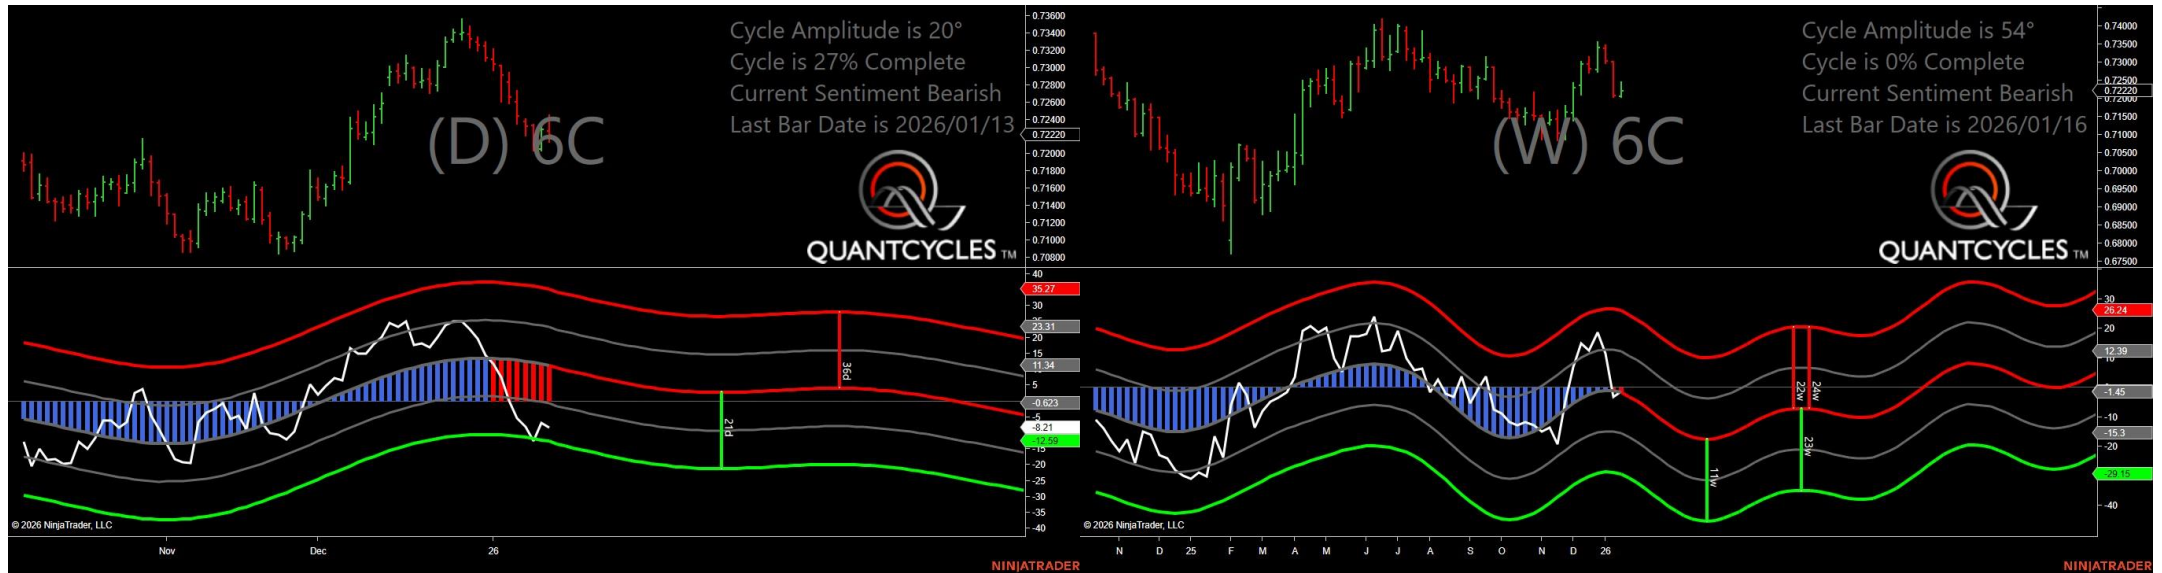 Cycle Amplitude is 20°
Cycle is 27% Complete
Current Sentiment Bearish
Last Bar Date is 2026/01/13
(D) 6C
QUANTCYCLES TM
0.73600
0.73400
0.73200
0.73000
0.72800
0.72600
0.72400
0.72220
0.72000
0.71800
0.71600
0.71400
0.71200
0.71000
0.70800
40
35.27
30
23.31
20
15
11.34
5
-0.623
-5
-8.21
-12.59
-15
-20
-25
-30
-35
-40
36d
21d
© 2026 NinjaTrader, LLC
Nov
Dec
26
NINJATRADER
Cycle Amplitude is 54°
Cycle is 0% Complete
Current Sentiment Bearish
Last Bar Date is 2026/01/16
(W) 6C
QUANTCYCLES TM
0.74000
0.73500
0.73000
0.72500
0.72220
0.72000
0.71500
0.71000
0.70500
0.70000
0.69500
0.69000
0.68500
0.68000
0.67500
30
26.24
20
12.39
-1.45
-10
-15.3
-20
-29.15
-40
22w
24w
23w
11w
© 2026 NinjaTrader, LLC
N
D
25
F
M
A
M
J
J
A
S
O
N
D
26
NINJATRADER